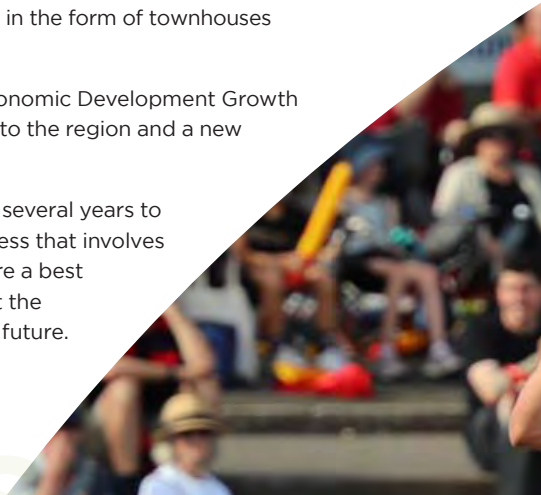 in the form of townhouses
onomic Development Growth
to the region and a new
several years to
ess that involves
re a best
t the
future.